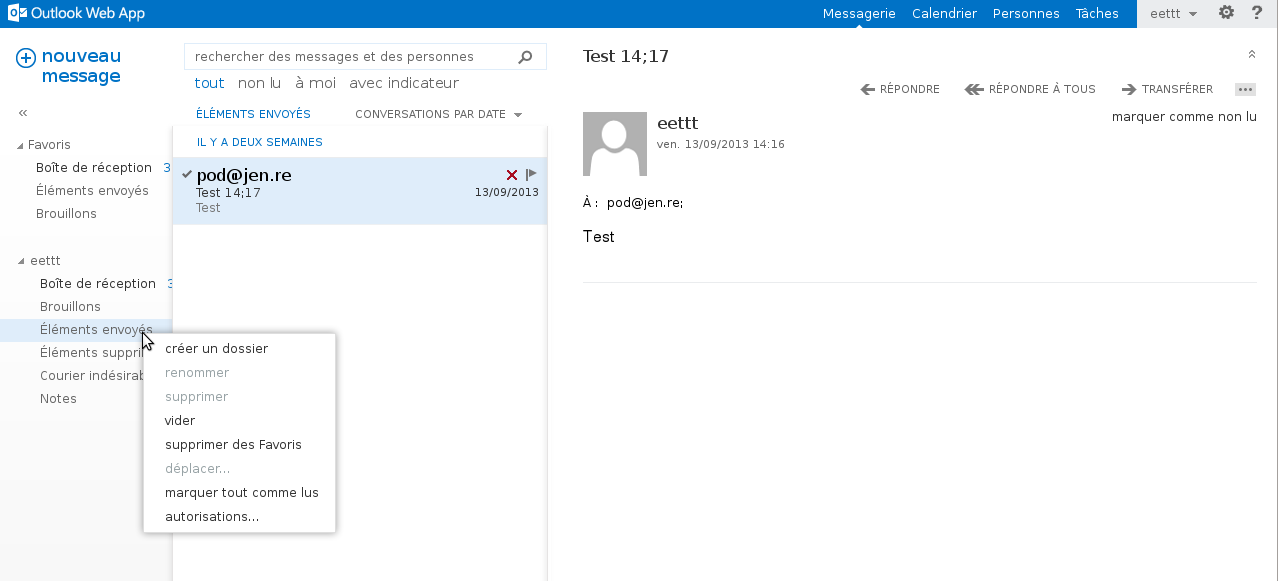 Outlook Web App
Messagerie Calendrier Personnes Tâches eettt ?
nouveau
message
rechercher des messages et des personnes
tout non lu à moi avec indicateur
«
ÉLÉMENTS ENVOYÉS CONVERSATIONS PAR DATE
IL Y A DEUX SEMAINES
Favoris
Boîte de réception 3
Éléments envoyés
Brouillons
eettt
Boîte de réception 3
Brouillons
Éléments envoyés
Éléments suppri
Courier indésirab
Notes
pod@jen.re
Test 14;17 13/09/2013
Test
créer un dossier
renommer
supprimer
vider
supprimer des Favoris
déplacer...
marquer tout comme lus
autorisations...
Test 14;17
RÉPONDRE RÉPONDRE À TOUS TRANSFÉRER ...
marquer comme non lu
eettt
ven. 13/09/2013 14:16
À : pod@jen.re;
Test